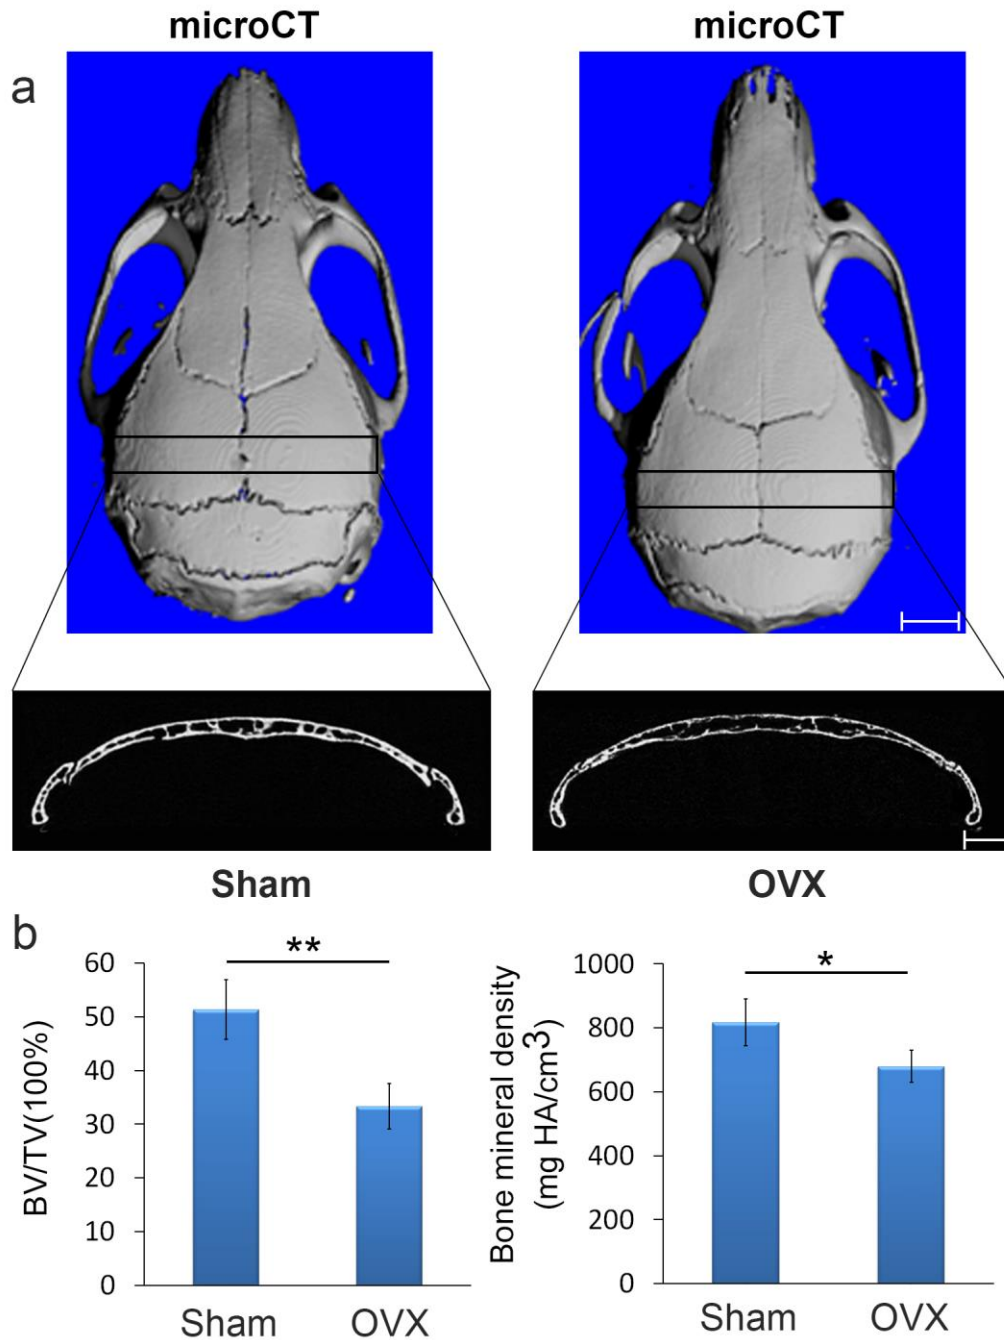 microCT
microCT
a
Sham
OVX
b
**
60
50
40
30
20
10
0
BV/TV(100%)
Sham
OVX
*
1000
800
600
400
200
0
Bone mineral density
(mg HA/cm3)
Sham
OVX